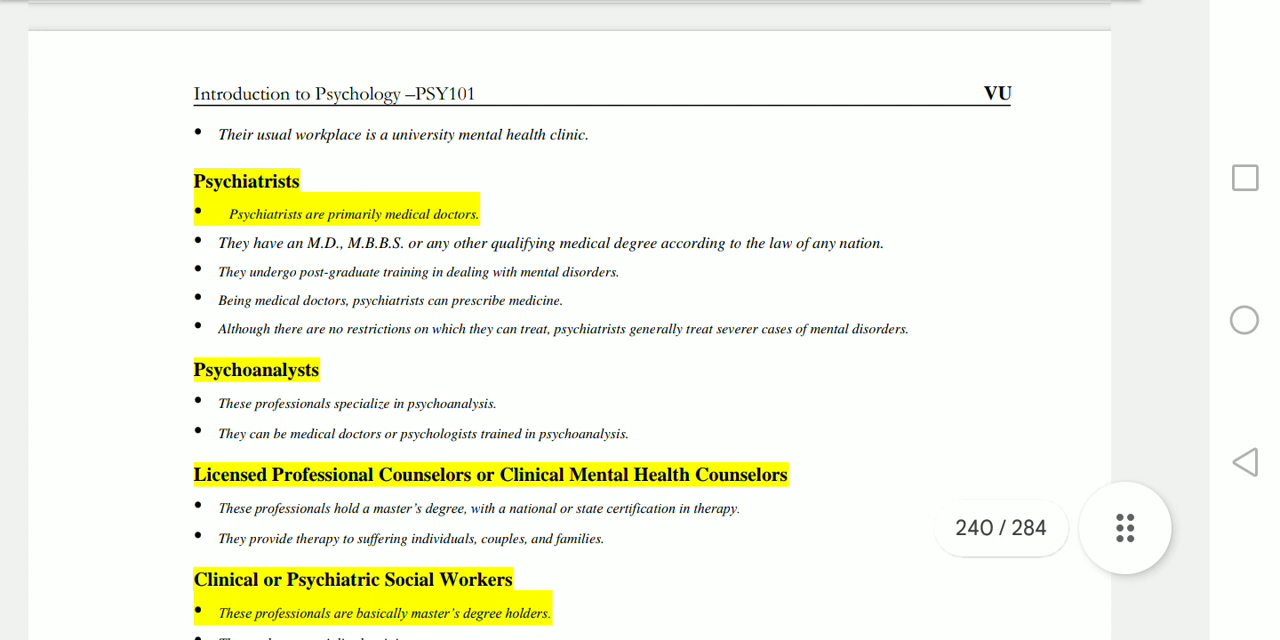 Introduction to Psychology –PSY101 VU
• Their usual workplace is a university mental health clinic.
Psychiatrists
• Psychiatrists are primarily medical doctors.
• They have an M.D., M.B.B.S. or any other qualifying medical degree according to the law of any nation.
• They undergo post-graduate training in dealing with mental disorders.
• Being medical doctors, psychiatrists can prescribe medicine.
• Although there are no restrictions on which they can treat, psychiatrists generally treat severer cases of mental disorders.
Psychoanalysts
• These professionals specialize in psychoanalysis.
• They can be medical doctors or psychologists trained in psychoanalysis.
Licensed Professional Counselors or Clinical Mental Health Counselors
• These professionals hold a master’s degree, with a national or state certification in therapy.
• They provide therapy to suffering individuals, couples, and families.
240 / 284
Clinical or Psychiatric Social Workers
• These professionals are basically master’s degree holders.